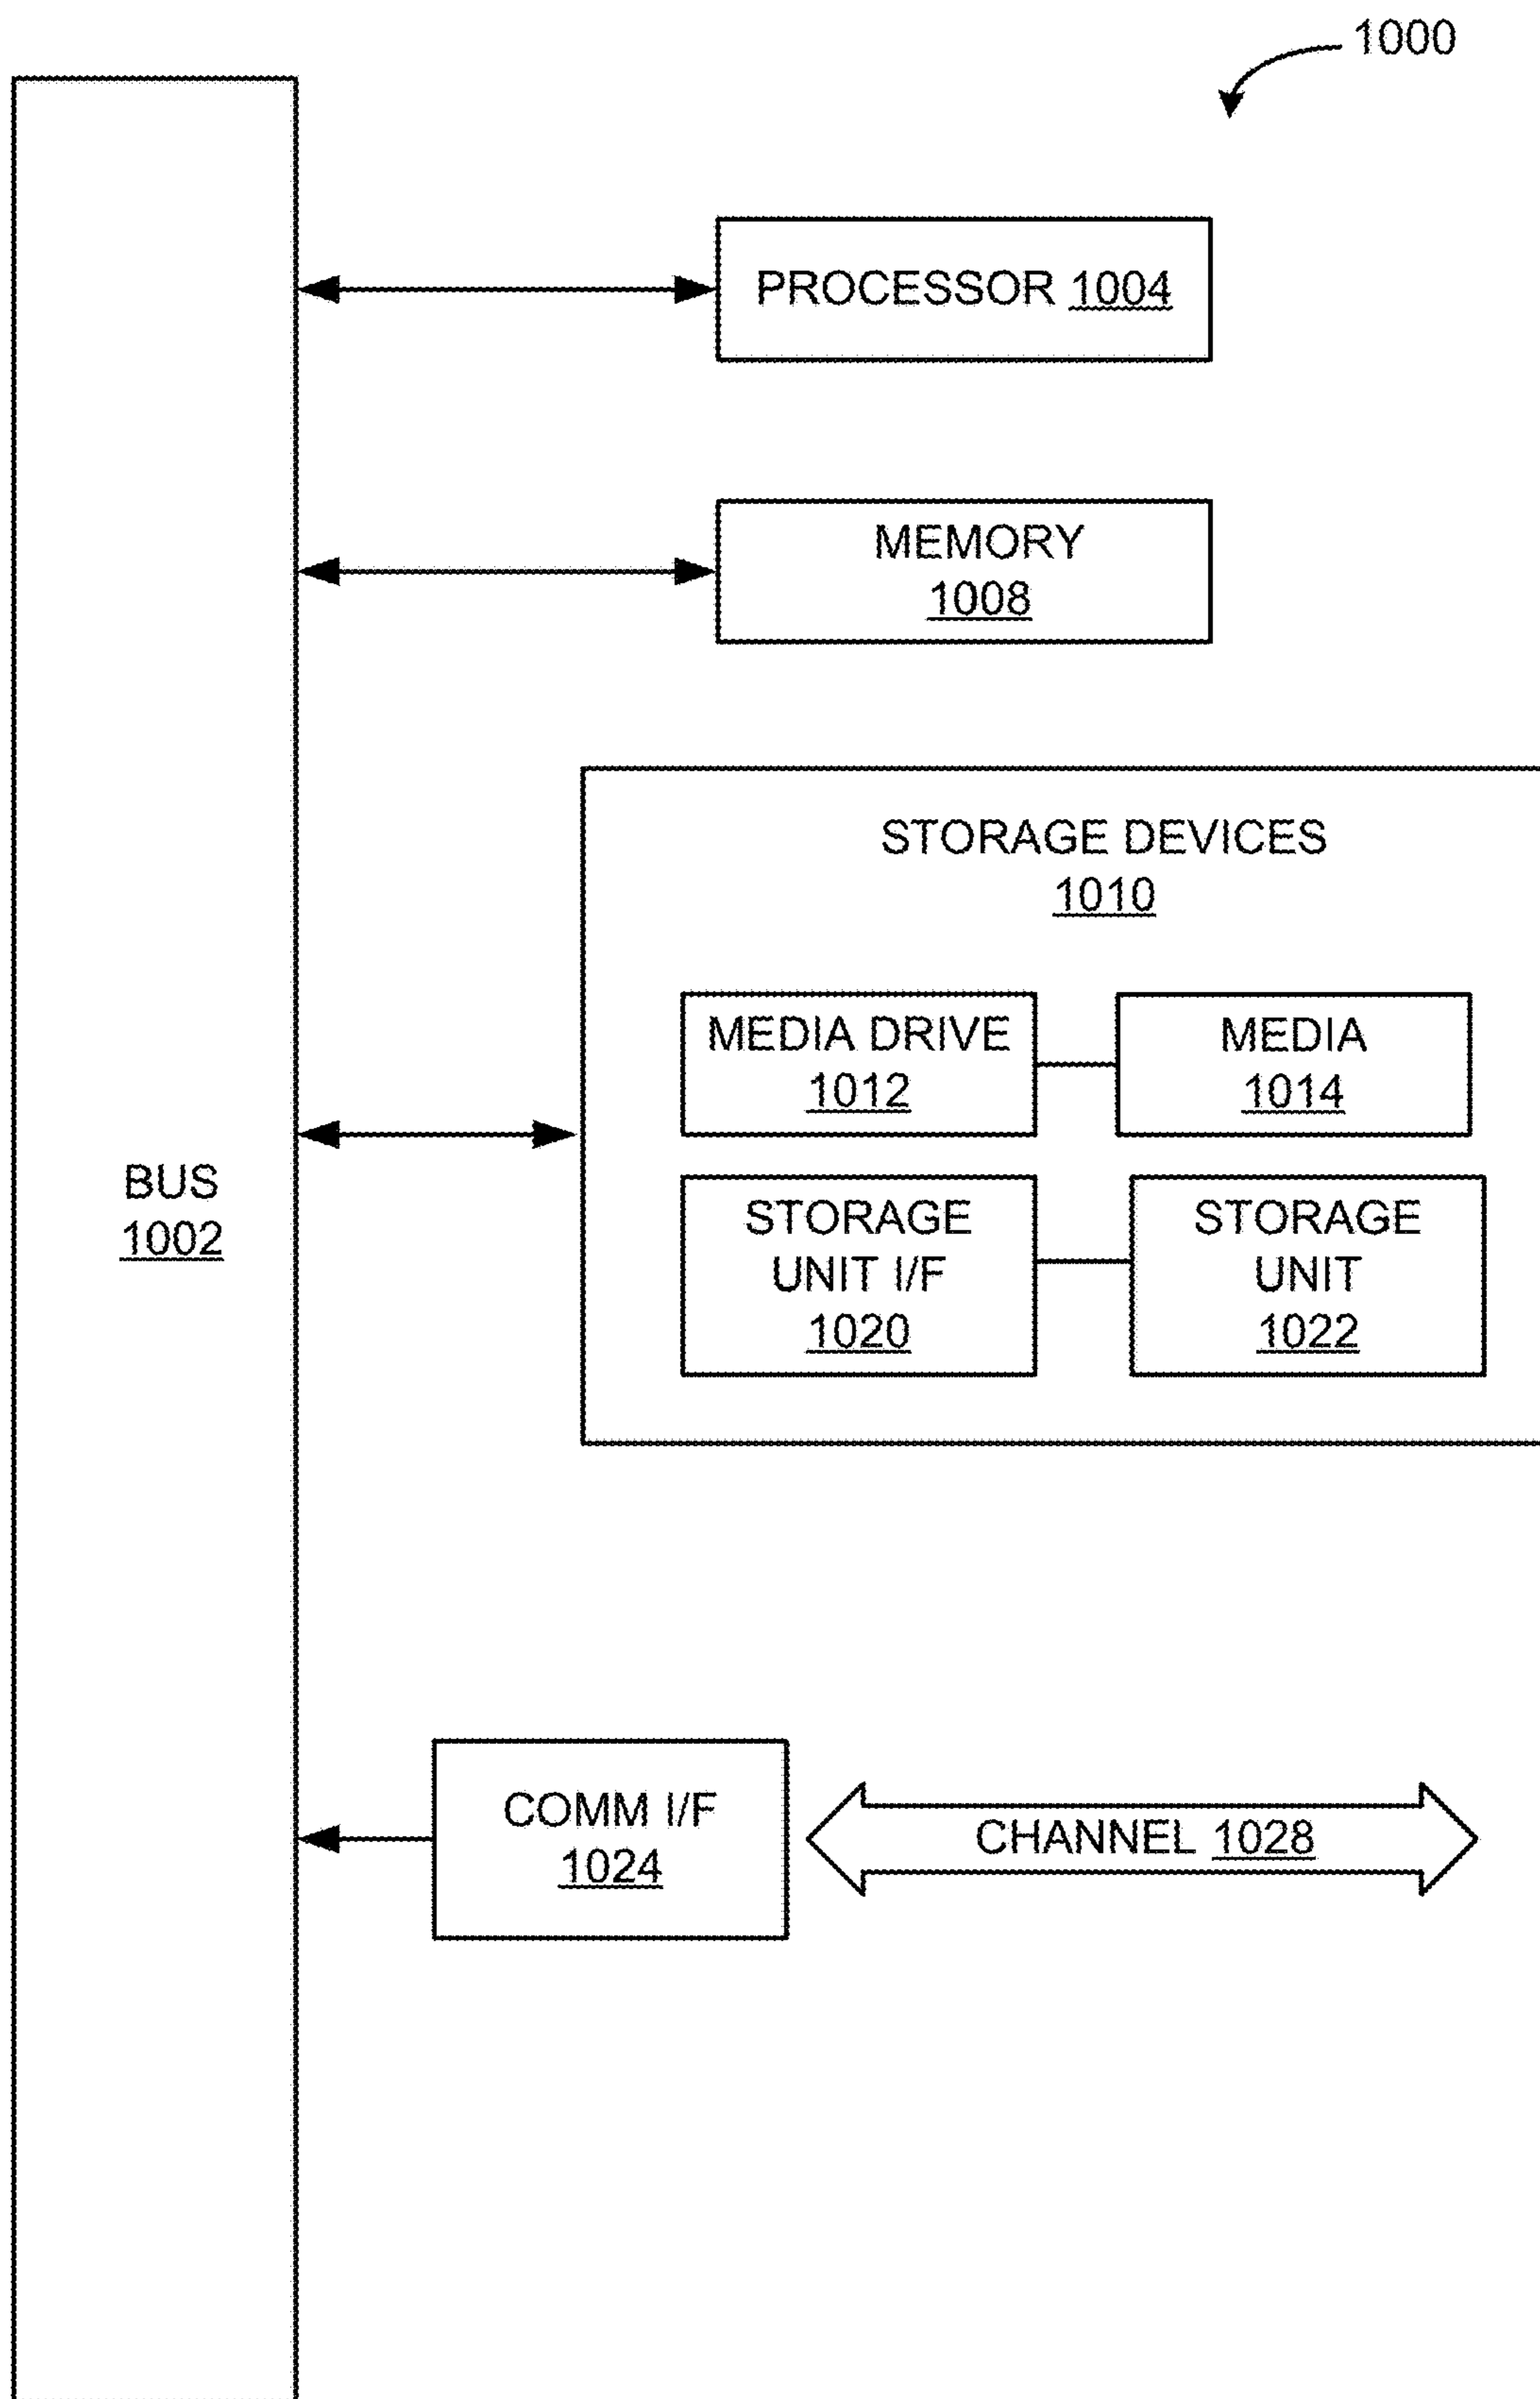 1000
PROCESSOR 1004
MEMORY
1008
STORAGE DEVICES
1010
MEDIA DRIVE
1012
MEDIA
1014
BUS
1002
STORAGE
UNIT I/F
1020
STORAGE
UNIT
1022
COMM I/F
1024
CHANNEL 1028